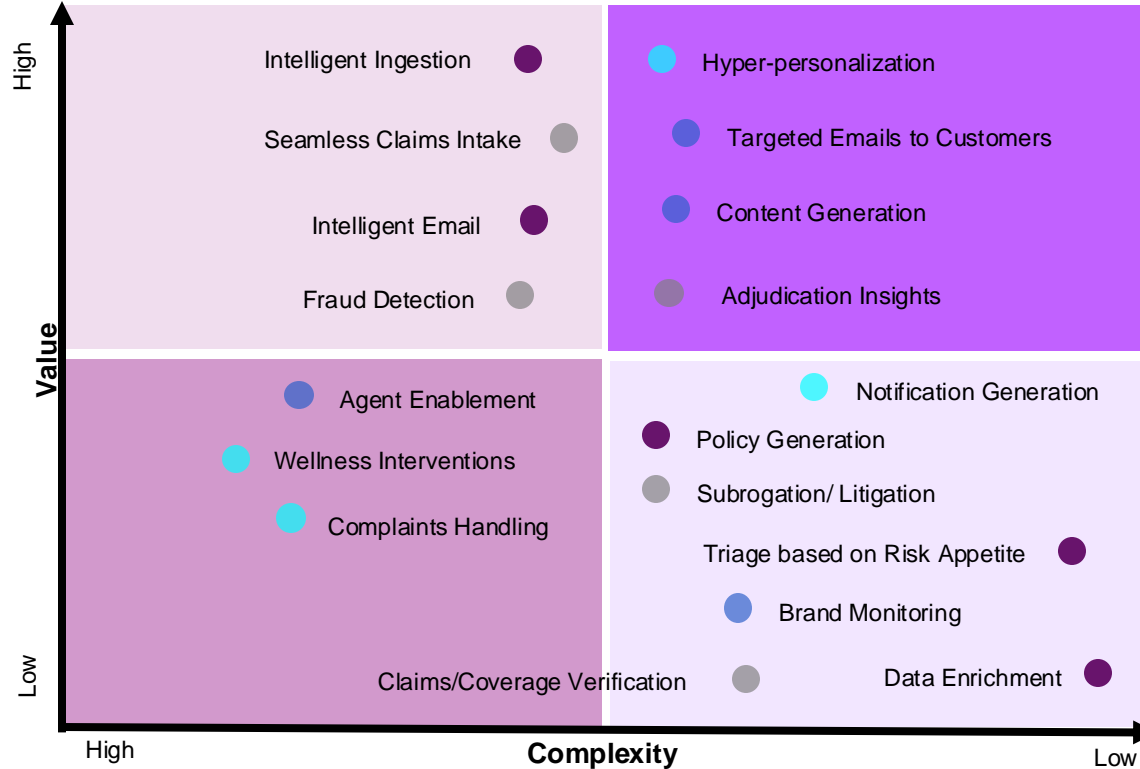 High
Intelligent Ingestion
Hyper-personalization
Seamless Claims Intake
Targeted Emails to Customers
Intelligent Email
Content Generation
Fraud Detection
Adjudication Insights
Value
Agent Enablement
Notification Generation
Policy Generation
Wellness Interventions
Subrogation/ Litigation
Complaints Handling
Triage based on Risk Appetite
Brand Monitoring
Low
Claims/Coverage Verification
Data Enrichment
High
Complexity
Low